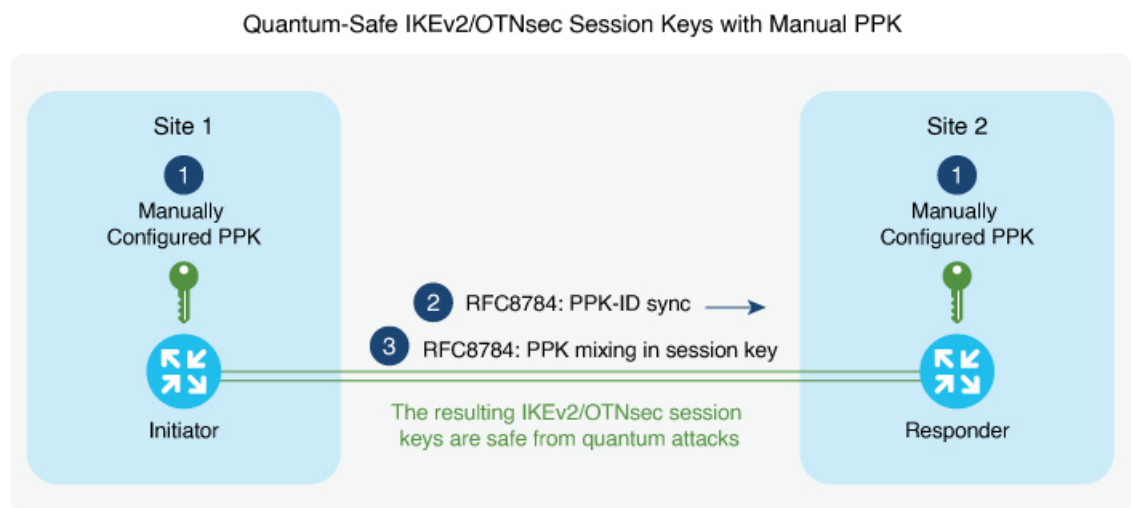 Quantum-Safe IKEv2/OTNsec Session Keys with Manual PPK
Site 1
1
Manually
Configured PPK
Initiator
2 RFC8784: PPK-ID sync
3 RFC8784: PPK mixing in session key
The resulting IKEv2/OTNsec session
keys are safe from quantum attacks
Site 2
1
Manually
Configured PPK
Responder